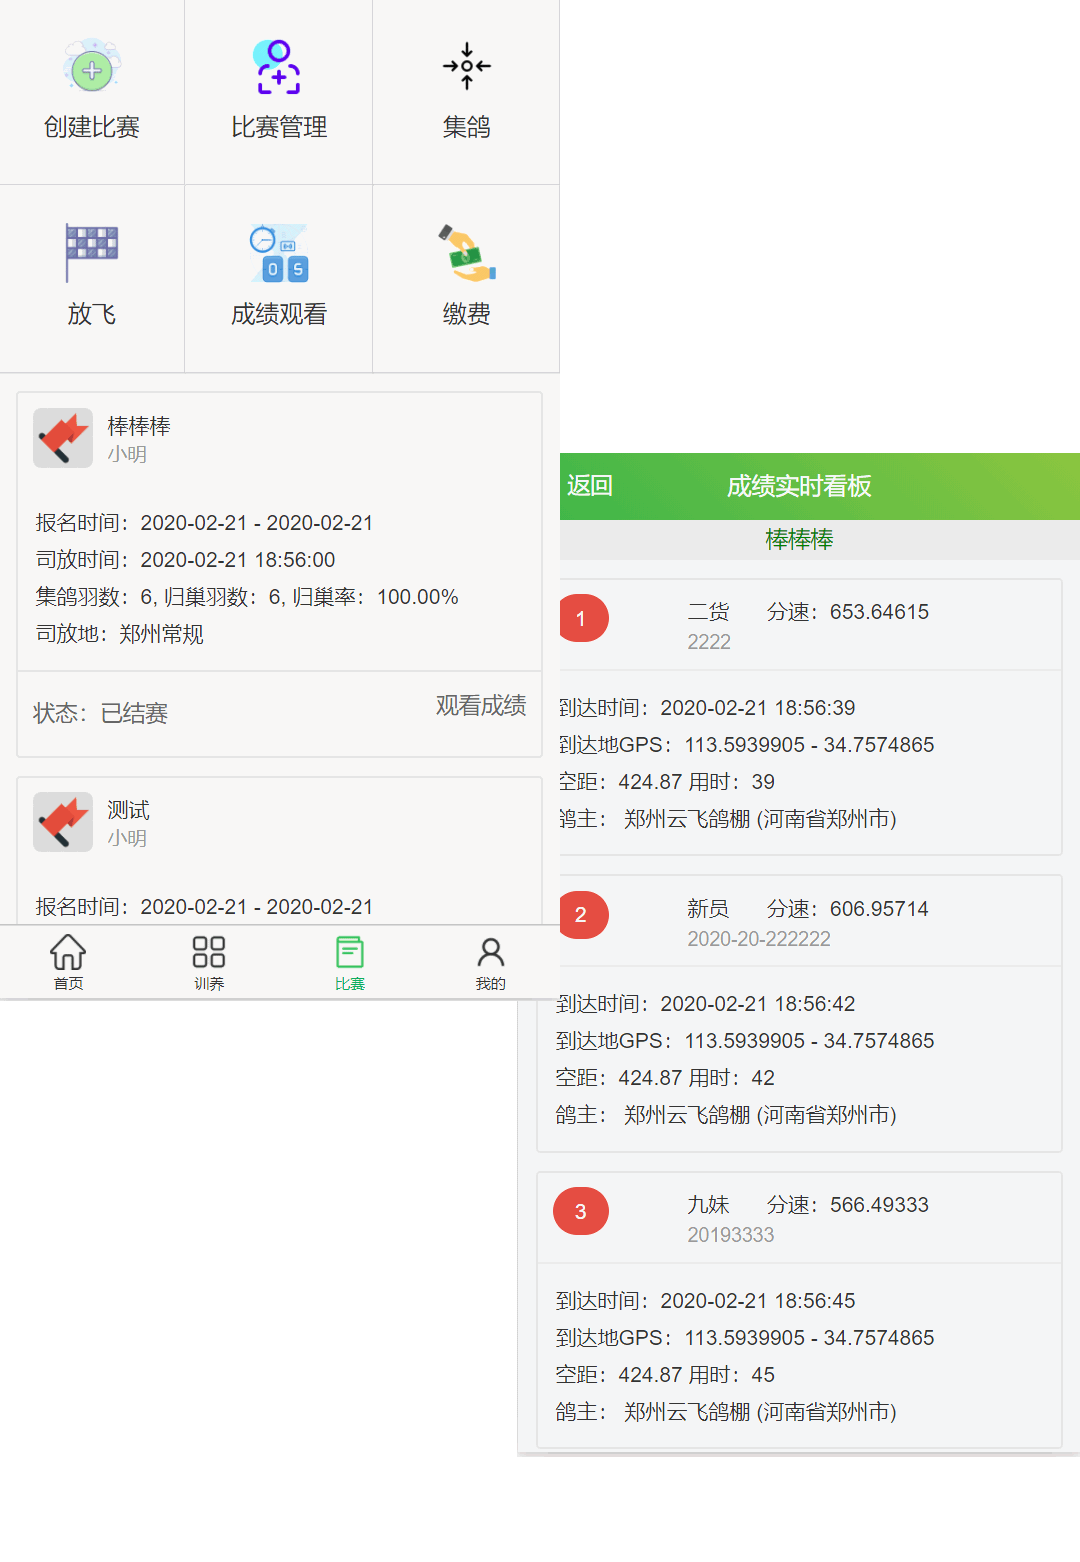 创建比赛
比赛管理
集鸽
放飞
0 5
成绩观看
缴费
棒棒棒
小明
报名时间：2020-02-21 - 2020-02-21
司放时间：2020-02-21 18:56:00
集鸽羽数：6, 归巢羽数：6, 归巢率：100.00%
司放地：郑州常规
状态：已结赛
观看成绩
测试
小明
报名时间：2020-02-21 - 2020-02-21
首页
训养
比赛
我的
返回
成绩实时看板
棒棒棒
1
二货 分速：653.64615
2222
到达时间：2020-02-21 18:56:39
到达地GPS：113.5939905 - 34.7574865
空距：424.87 用时：39
鸽主： 郑州云飞鸽棚 (河南省郑州市)
2
新员 分速：606.95714
2020-20-222222
到达时间：2020-02-21 18:56:42
到达地GPS：113.5939905 - 34.7574865
空距：424.87 用时：42
鸽主： 郑州云飞鸽棚 (河南省郑州市)
3
九妹 分速：566.49333
20193333
到达时间：2020-02-21 18:56:45
到达地GPS：113.5939905 - 34.7574865
空距：424.87 用时：45
鸽主： 郑州云飞鸽棚 (河南省郑州市)